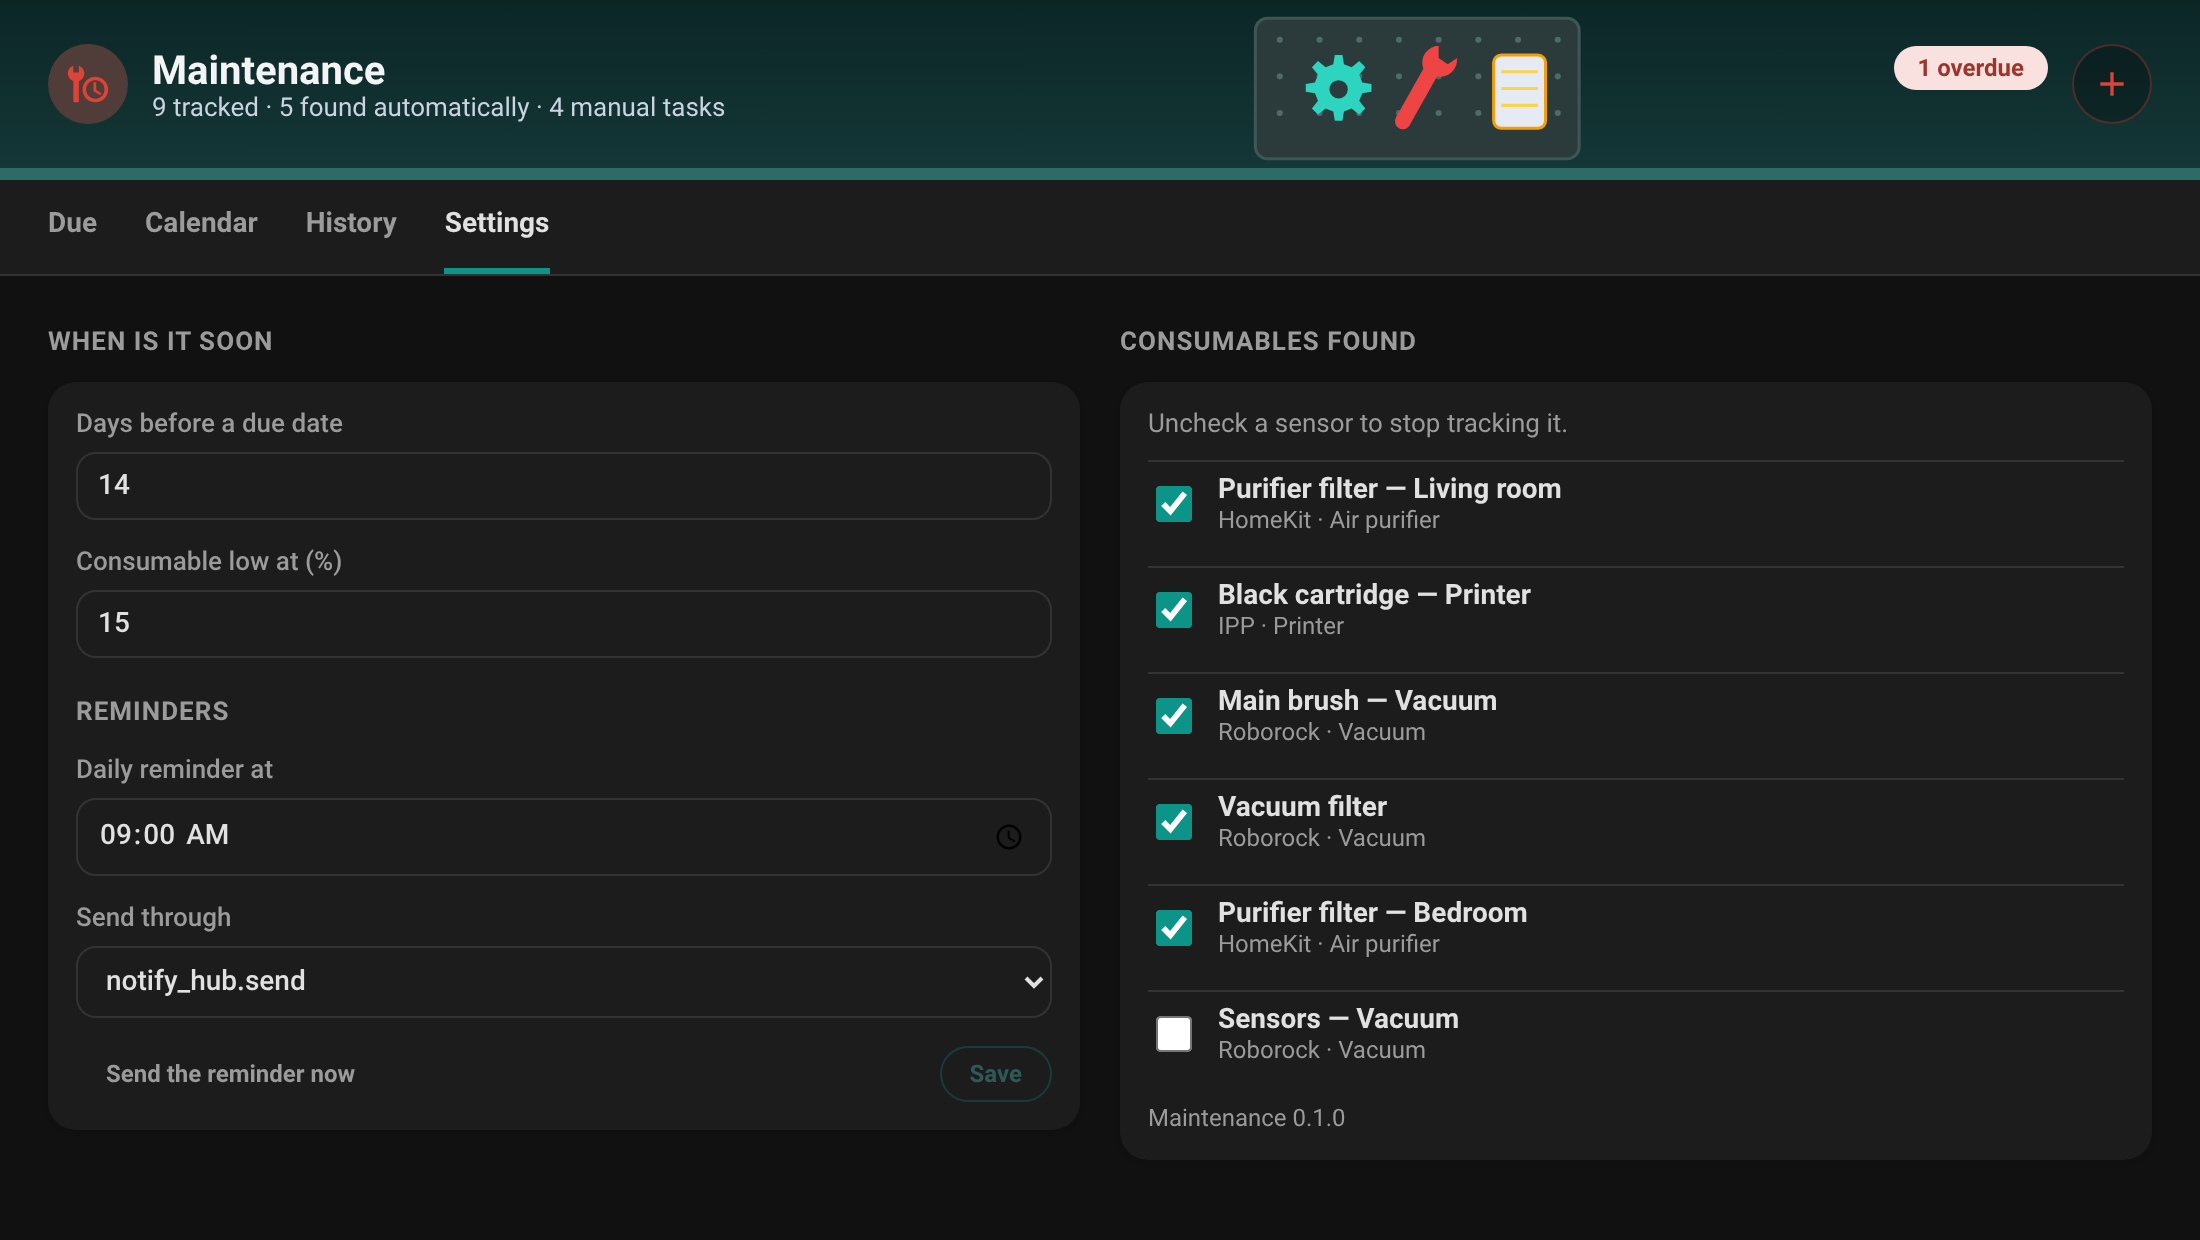 Maintenance
9 tracked · 5 found automatically · 4 manual tasks
1 overdue
Due
Calendar
History
Settings
WHEN IS IT SOON
Days before a due date
14
Consumable low at (%)
15
REMINDERS
Daily reminder at
09:00 AM
Send through
notify_hub.send
Send the reminder now
Save
CONSUMABLES FOUND
Uncheck a sensor to stop tracking it.
Purifier filter — Living room
HomeKit · Air purifier
Black cartridge — Printer
IPP · Printer
Main brush — Vacuum
Roborock · Vacuum
Vacuum filter
Roborock · Vacuum
Purifier filter — Bedroom
HomeKit · Air purifier
Sensors — Vacuum
Roborock · Vacuum
Maintenance 0.1.0